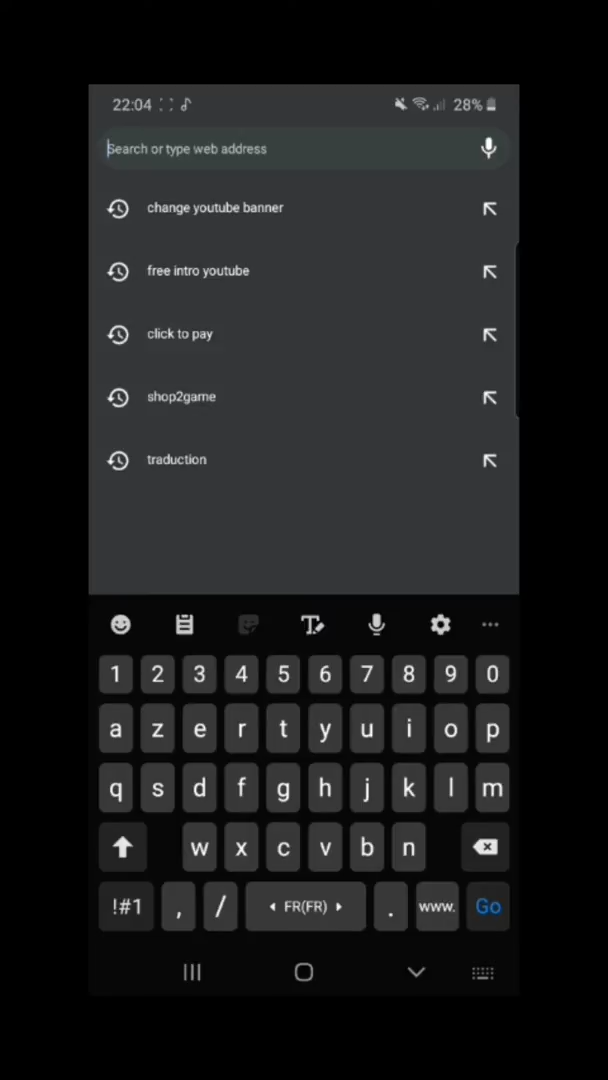 22:04 28%
Search or type web address
change youtube banner
free intro youtube
click to pay
shop2game
traduction
1 2 3 4 5 6 7 8 9 0
a z e r t y u i o p
q s d f g h j k l m
w x c v b n
!#1 , / FR(FR) . www. Go